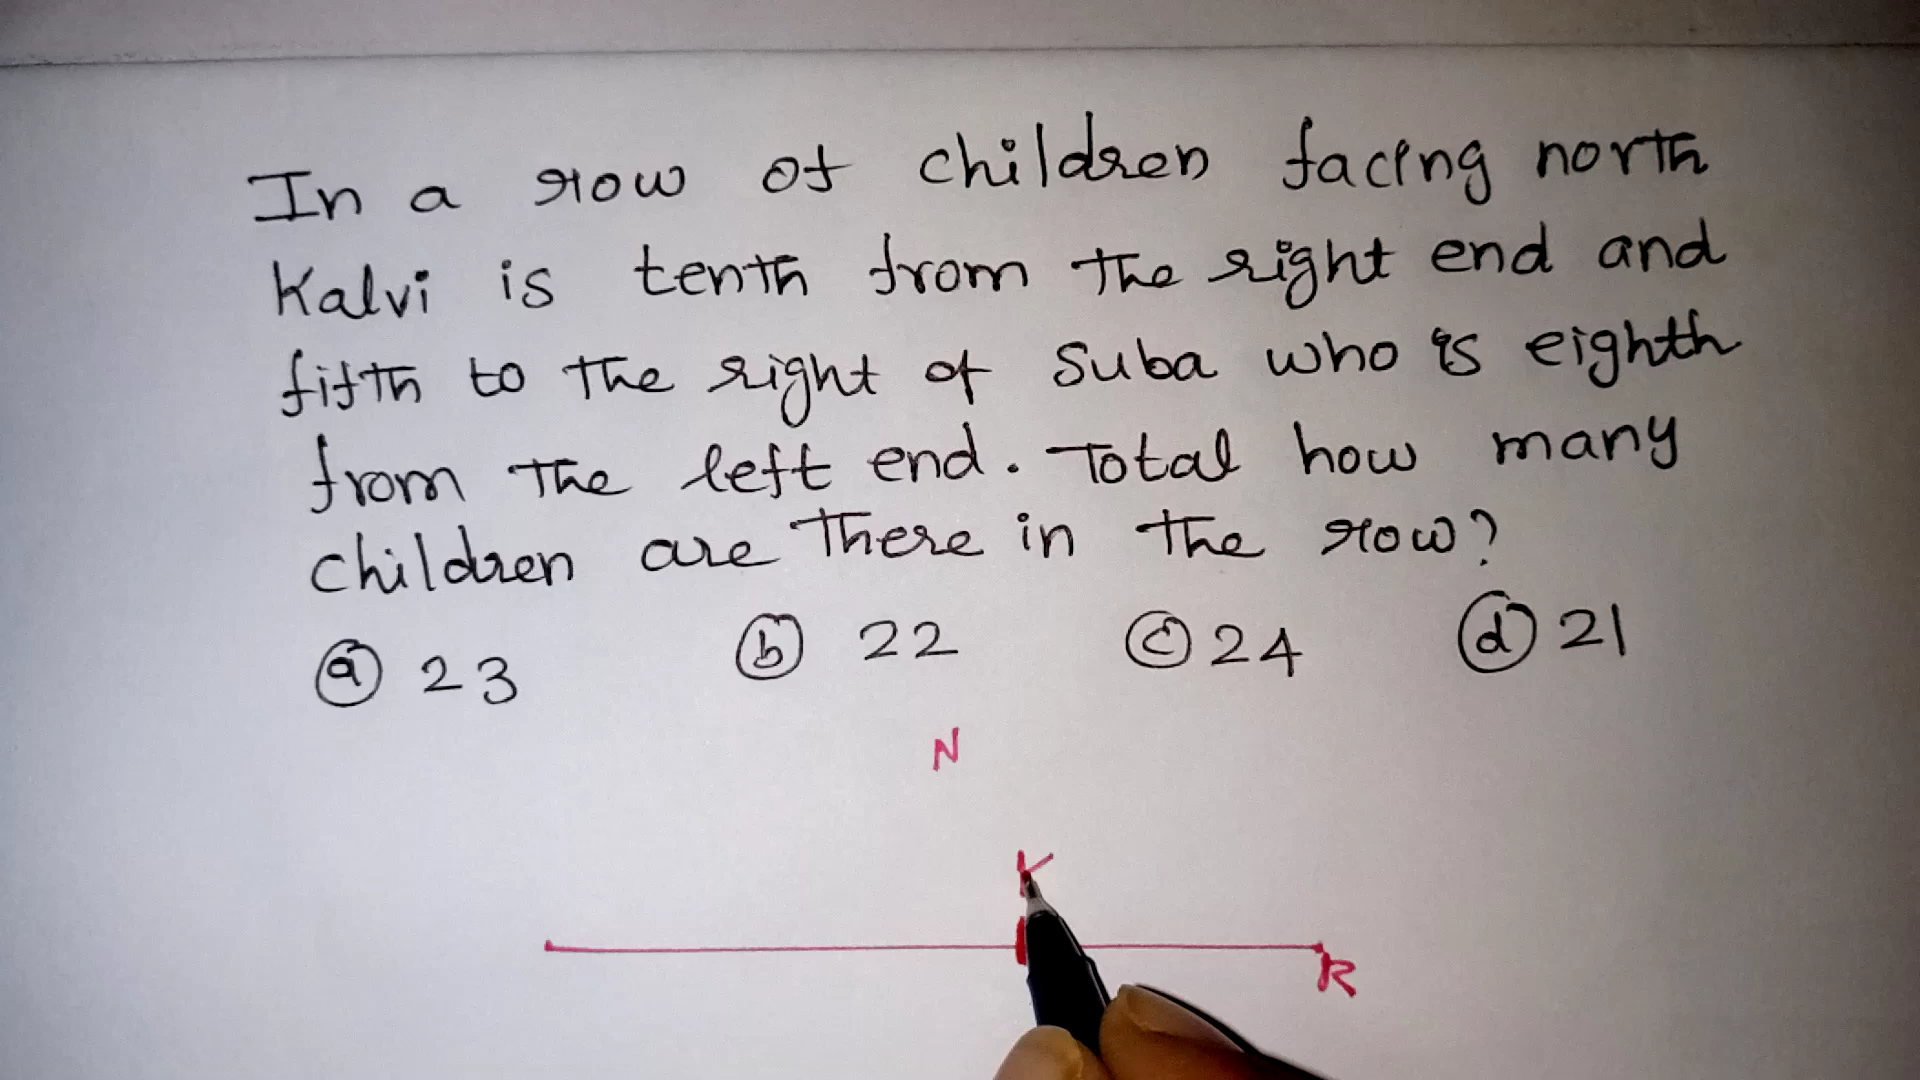 In a row of children facing north
Kalvi is tenth from the right end and
fifth to the right of Suba who is eighth
from the left end. Total how many
children are there in the row?
ⓐ 23 ⓑ 22 ⓒ 24 ⓓ 21
N
K
R